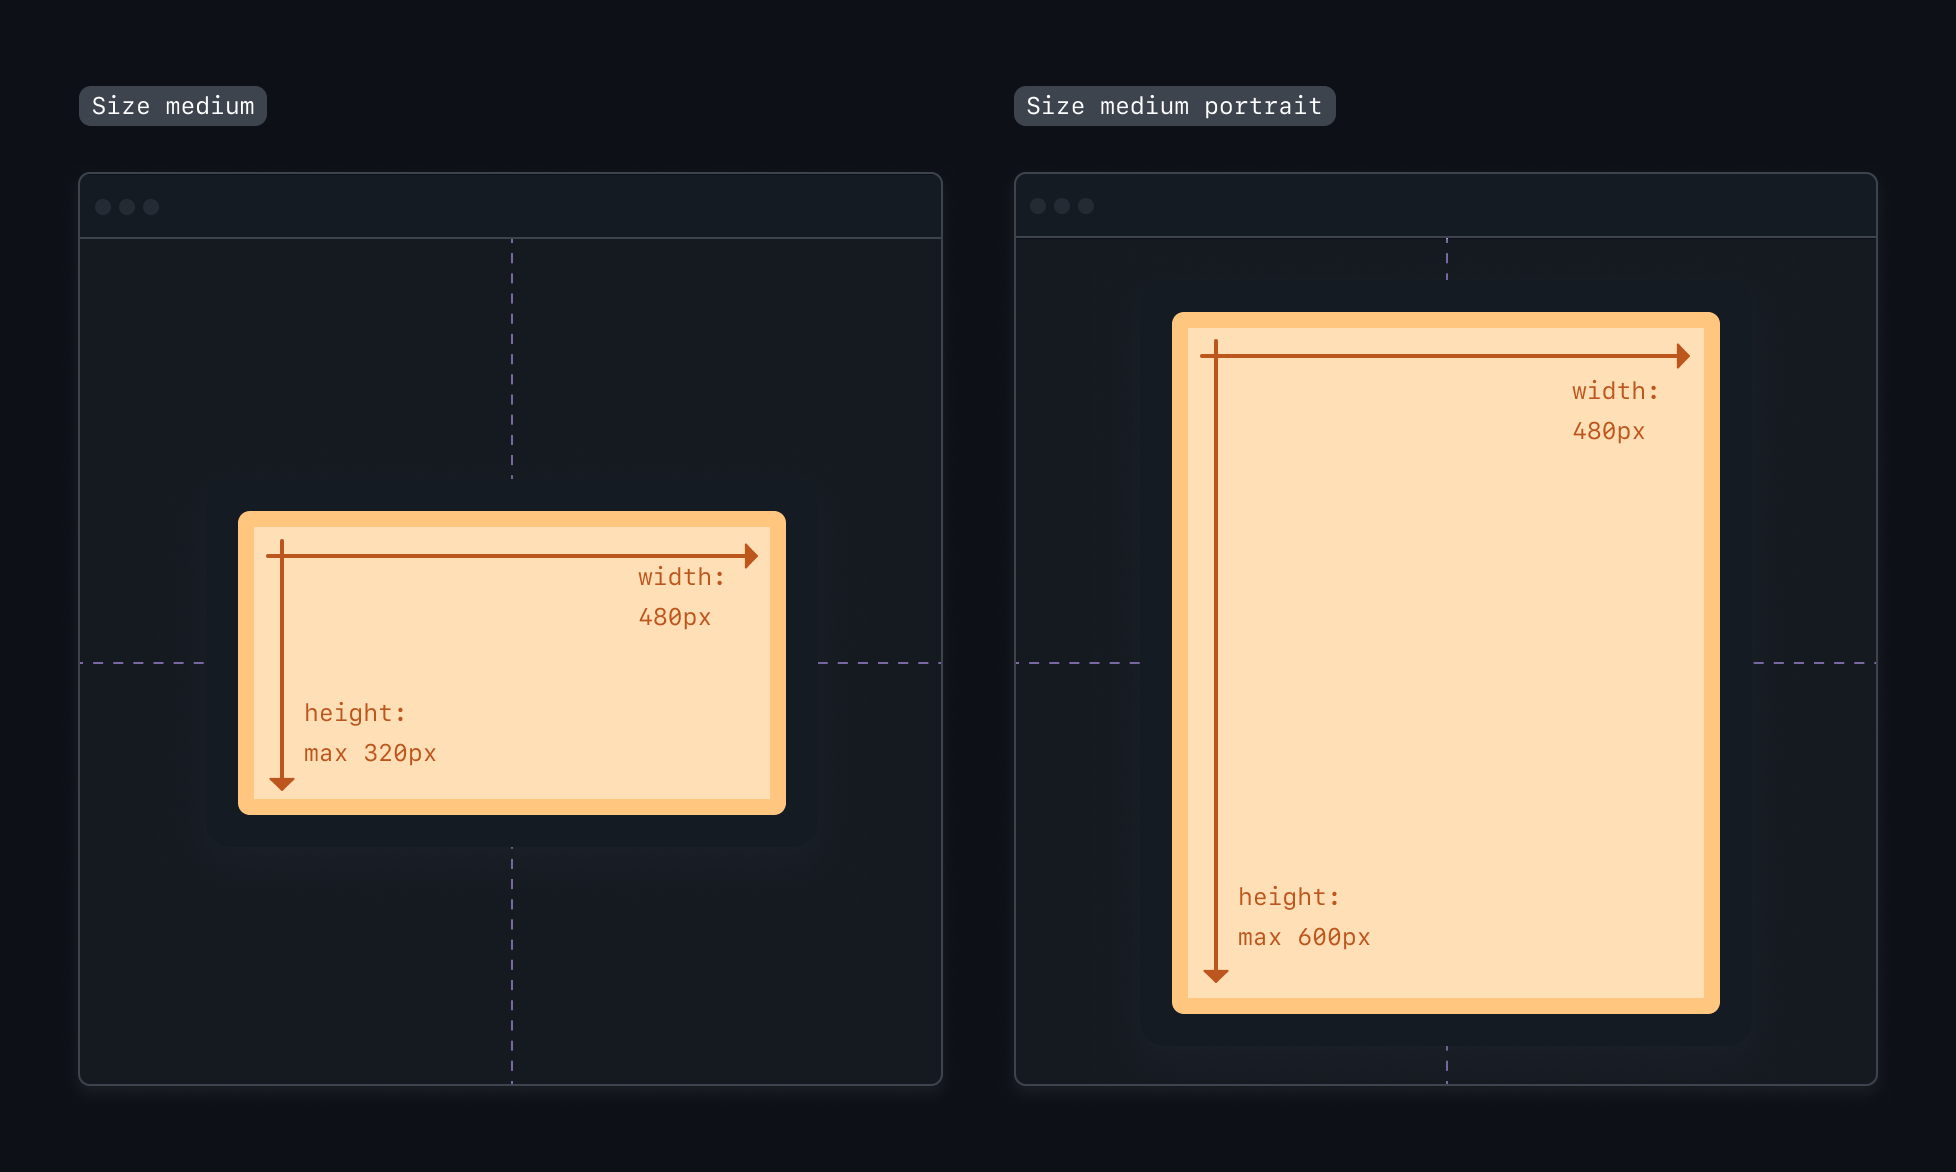 Size medium
width:
480px
height:
max 320px
Size medium portrait
width:
480px
height:
max 600px